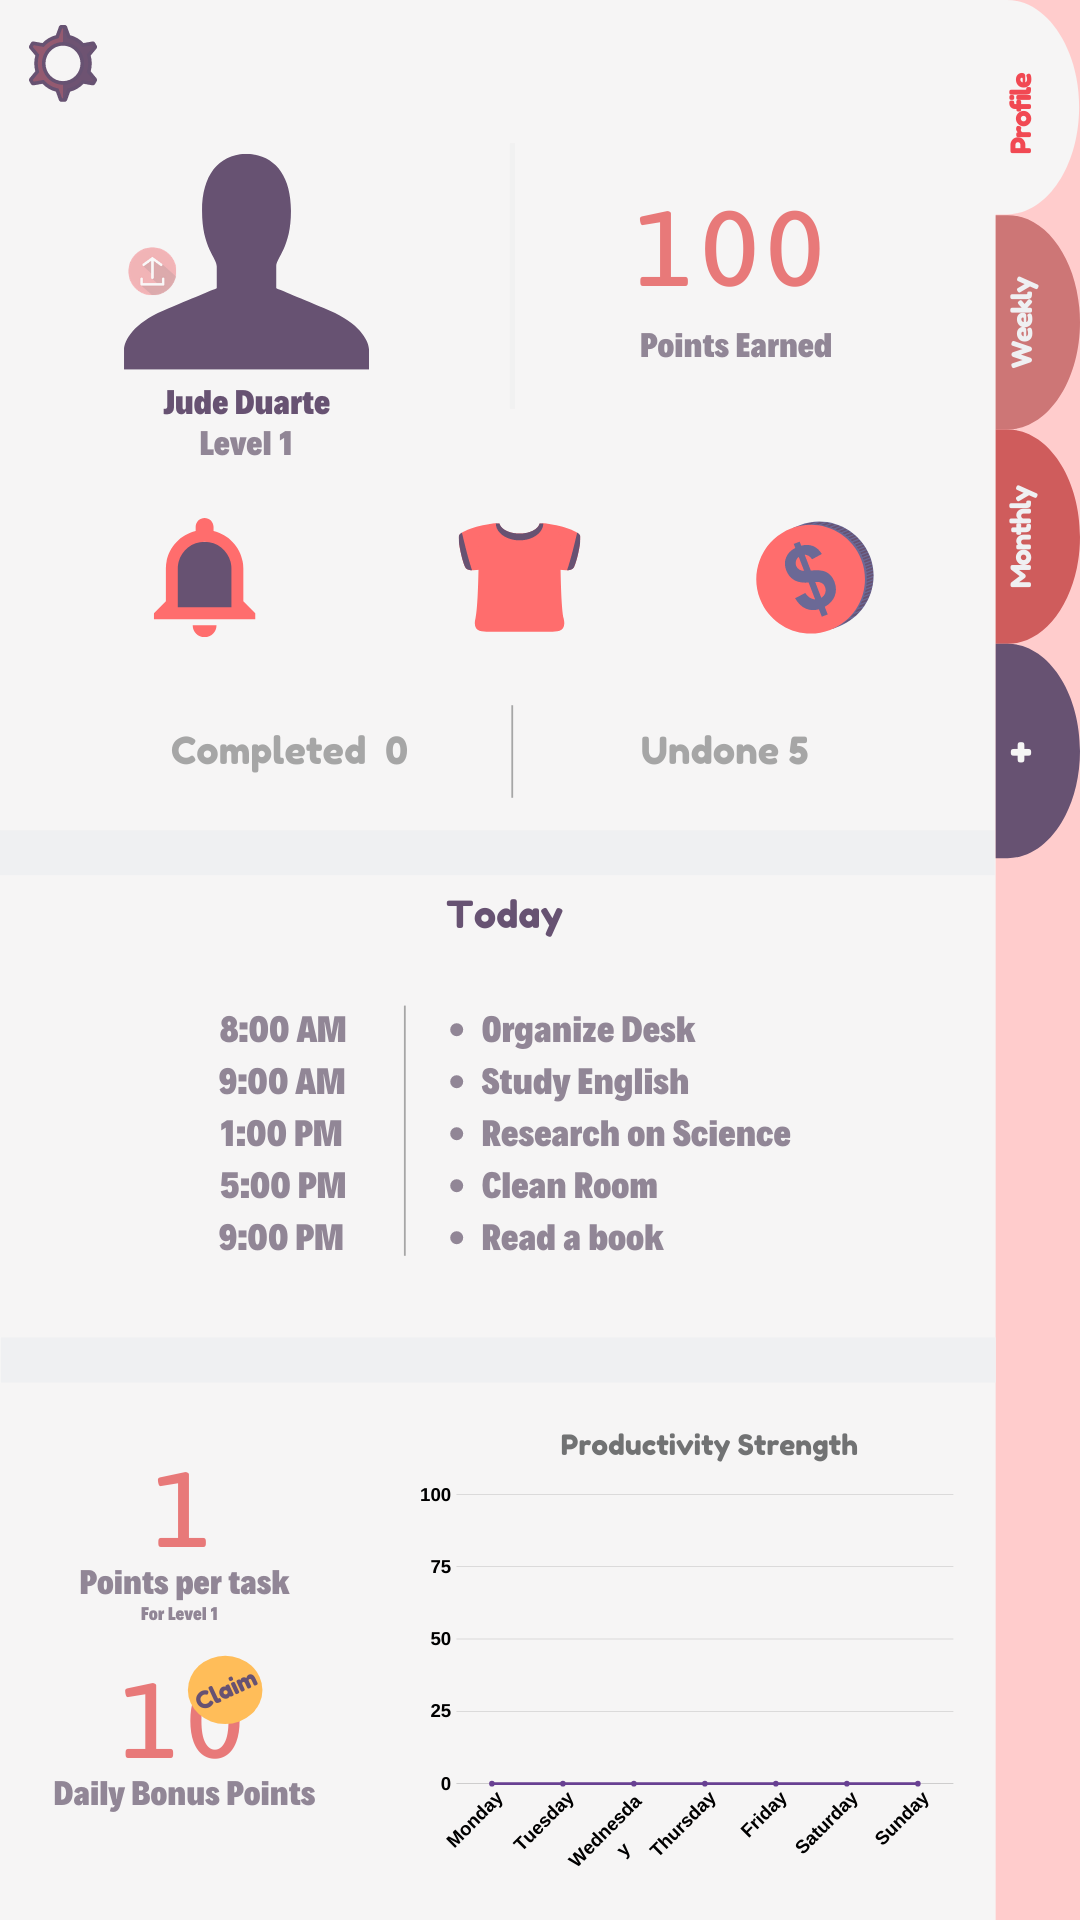 Profile
Weekly
Monthly
+
100
Points Earned
Jude Duarte
Level 1
$
Completed 0
Undone 5
Today
8:00 AM • Organize Desk
9:00 AM • Study English
1:00 PM • Research on Science
5:00 PM • Clean Room
9:00 PM • Read a book
1
Points per task
For Level 1
10
Claim
Daily Bonus Points
Productivity Strength
100
75
50
25
0
Monday
Tuesday
Wednesda
y
Thursday
Friday
Saturday
Sunday